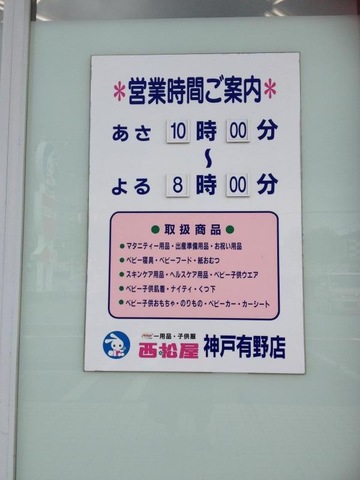 *営業時間ご案内*
あさ 10時00分
〜
よる 8時00分
●取扱商品●
●マタニティー用品・出産準備用品・お祝い用品
●ベビー寝具・ベビーフード・紙おむつ
●スキンケア用品・ヘルスケア用品・ベビー子供ウエア
●ベビー子供肌着・ナイティ・くつ下
●ベビー子供おもちゃ・のりもの・ベビーカー・カーシート
ー用品・子供服
西松屋 神戸有野店